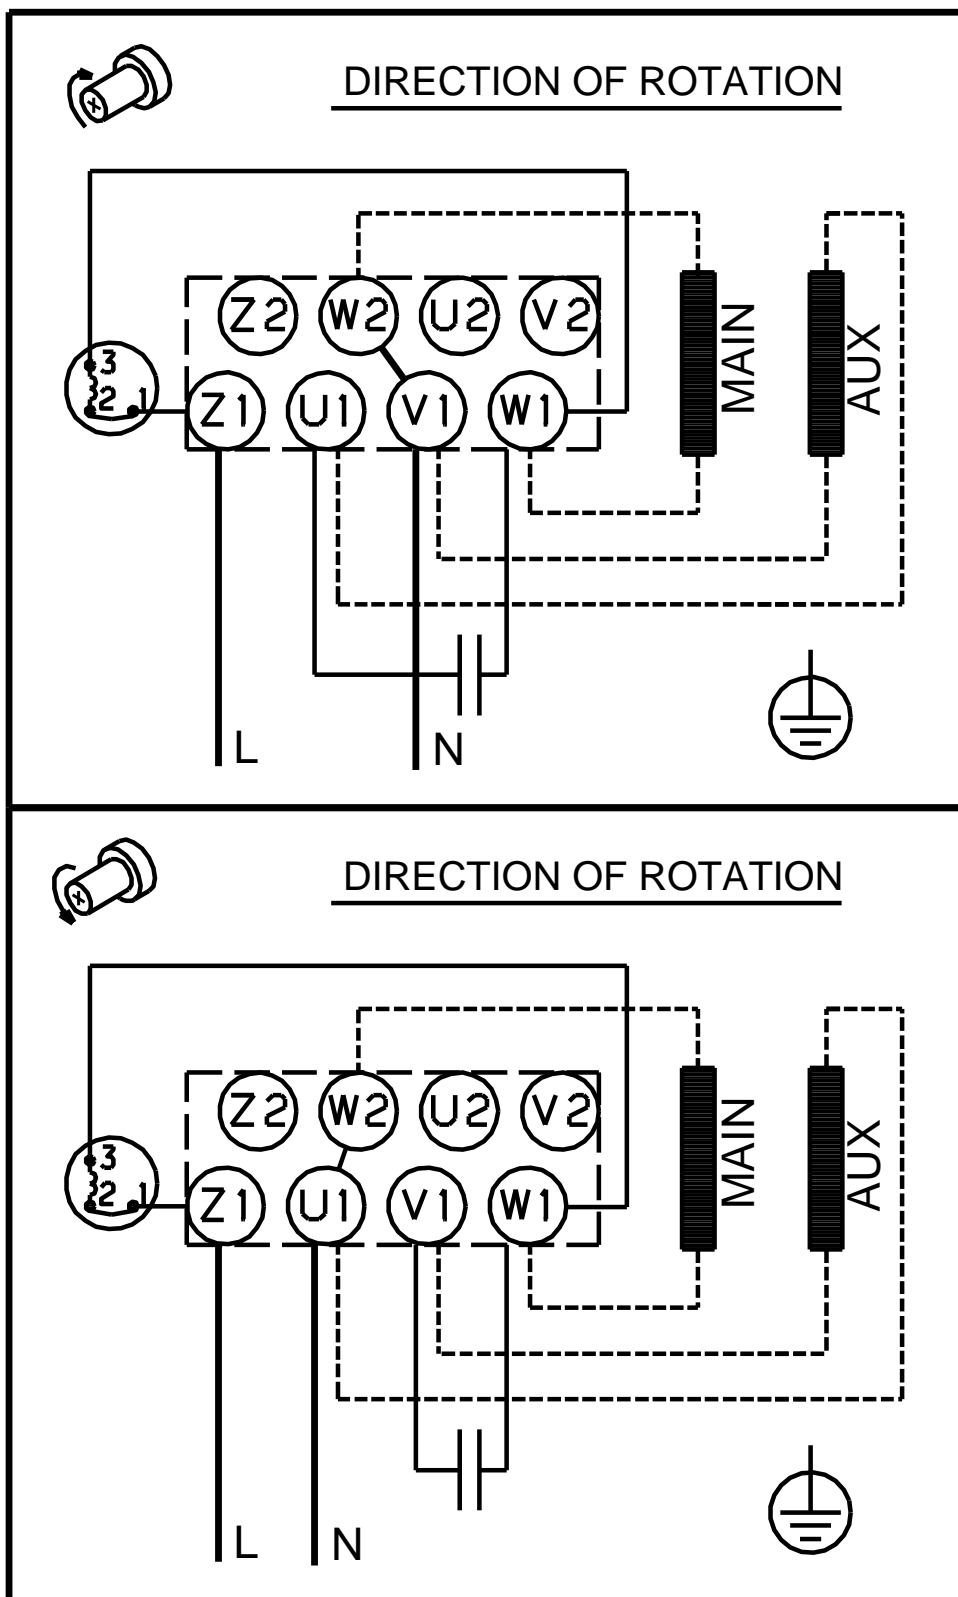 DIRECTION OF ROTATION
Z2 W2 U2 V2
3
2 1
Z1 U1 V1 W1
MAIN
AUX
L
N
DIRECTION OF ROTATION
Z2 W2 U2 V2
3
2 1
Z1 U1 V1 W1
MAIN
AUX
L
N